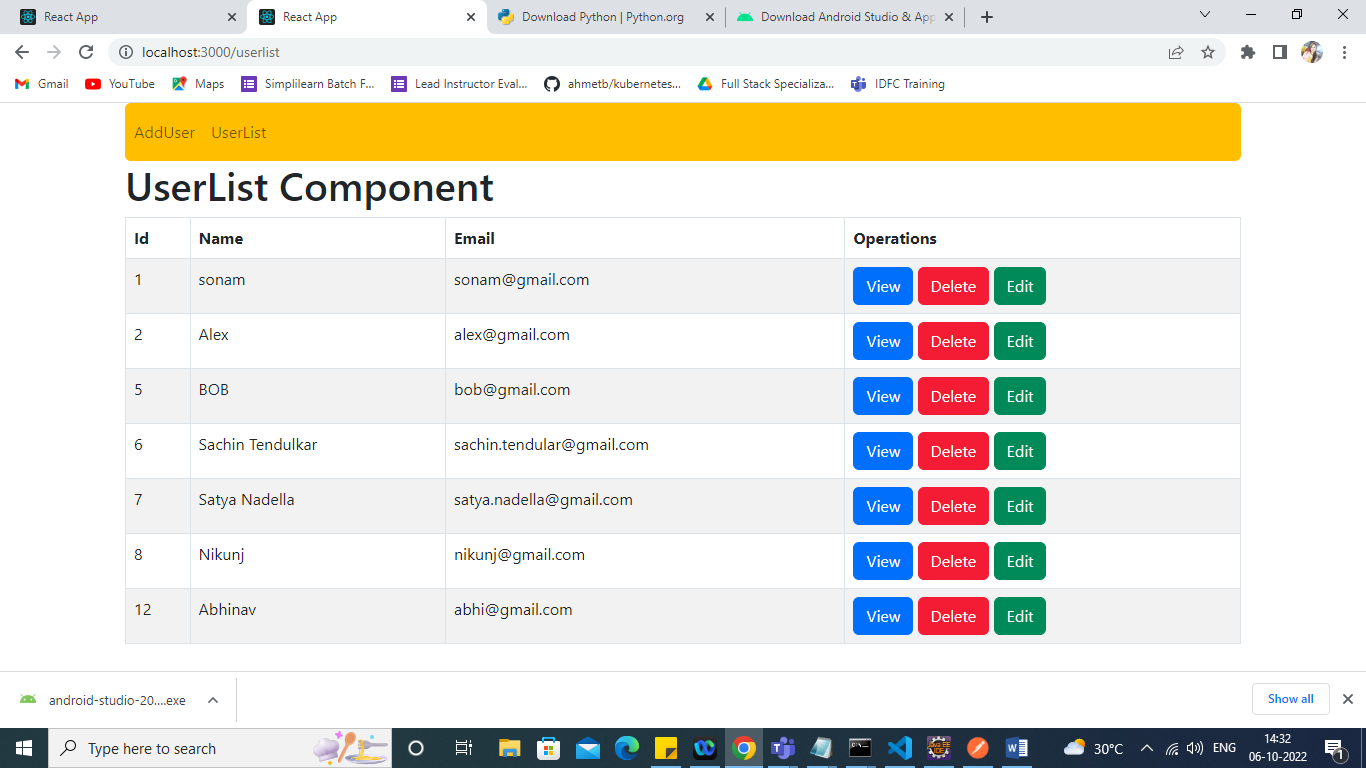 React App
React App
Download Python | Python.org
Download Android Studio & App
localhost:3000/userlist
Gmail
YouTube
Maps
Simplilearn Batch F...
Lead Instructor Eval...
ahmetb/kubernetes...
Full Stack Specializa...
IDFC Training
AddUser UserList
UserList Component
Id Name Email Operations
1 sonam sonam@gmail.com View Delete Edit
2 Alex alex@gmail.com View Delete Edit
5 BOB bob@gmail.com View Delete Edit
6 Sachin Tendulkar sachin.tendular@gmail.com View Delete Edit
7 Satya Nadella satya.nadella@gmail.com View Delete Edit
8 Nikunj nikunj@gmail.com View Delete Edit
12 Abhinav abhi@gmail.com View Delete Edit
android-studio-20....exe
Show all
Type here to search
30°C
ENG
14:32
06-10-2022
1